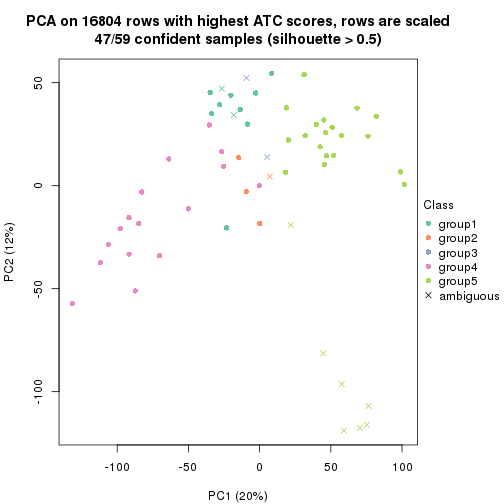 PCA on 16804 rows with highest ATC scores, rows are scaled
47/59 confident samples (silhouette > 0.5)
50
0
-50
-100
PC2 (12%)
-100
-50
0
50
100
PC1 (20%)
Class
group1
group2
group3
group4
group5
ambiguous